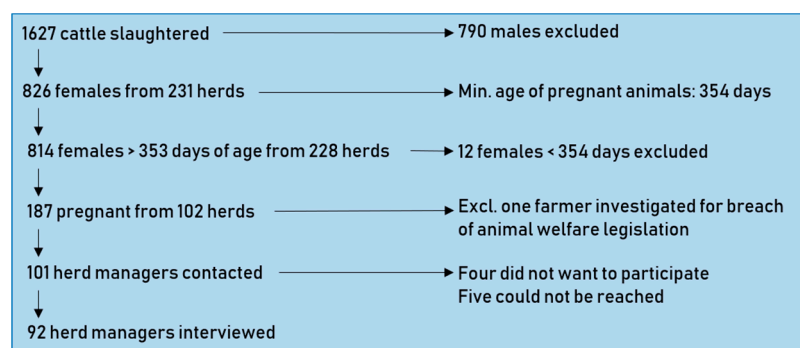 1627 cattle slaughtered
790 males excluded
826 females from 231 herds
Min. age of pregnant animals: 354 days
814 females > 353 days of age from 228 herds
12 females < 354 days excluded
187 pregnant from 102 herds
Excl. one farmer investigated for breach
of animal welfare legislation
101 herd managers contacted
Four did not want to participate
Five could not be reached
92 herd managers interviewed